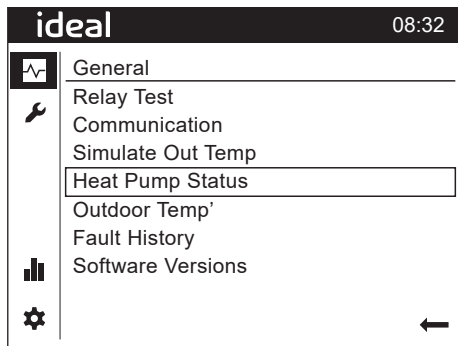 ideal 08:32
General
Relay Test
Communication
Simulate Out Temp
Heat Pump Status
Outdoor Temp’
Fault History
Software Versions